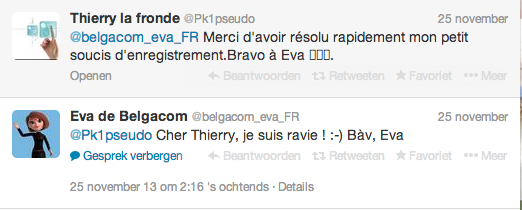 Thierry la fronde @Pk1pseudo 25 november
@belgacom_eva_FR Merci d'avoir résolu rapidement mon petit
soucis d'enregistrement.Bravo à Eva
Openen Beantwoorden Retweeten Favoriet Meer
Eva de Belgacom @belgacom_eva_FR 25 november
@Pk1pseudo Cher Thierry, je suis ravie ! :-) Bàv, Eva
Gesprek verbergen Beantwoorden Retweeten Favoriet Meer
25 november 13 om 2:16 's ochtends · Details